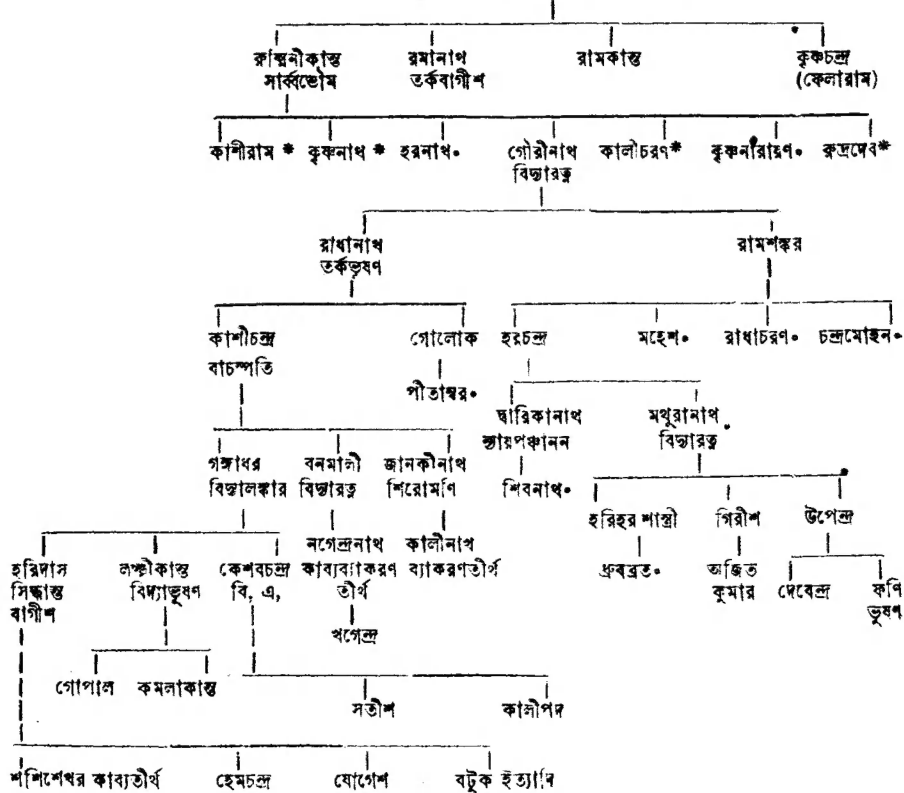 রুক্মিনীকান্ত রমানাথ রামকান্ত কৃষ্ণচন্দ্র
সার্ব্বভৌম তর্কবাগীশ (ফেলারাম)
কাশীরাম * কৃষ্ণনাথ * হরনাথ• গৌরীনাথ কালীচরণ* কৃষ্ণনারায়ণ• রুদ্রদেব*
বিদ্যারত্ন
রাধানাথ রামশঙ্কর
তর্কভূষণ
কাশীচন্দ্র গোলোক হরচন্দ্র মহেশ• রাধাচরণ• চন্দ্রমোহন•
বাচস্পতি
পীতাম্বর•
দ্বারিকানাথ মথুরানাথ
ন্যায়পঞ্চানন বিদ্যারত্ন
গঙ্গাধর বনমালী জানকীনাথ
বিদ্যালঙ্কার বিদ্যারত্ন শিরোমণি শিবনাথ•
হরিহর শাস্ত্রী গিরীশ উপেন্দ্র
নগেন্দ্রনাথ কালীনাথ
হরিদাস লক্ষ্মীকান্ত কেশবচন্দ্র কাব্যব্যাকরণ ব্যাকরণতীর্থ ধ্রুবব্রত• অজিত দেবেন্দ্র ফণি
সিদ্ধান্ত বিদ্যাভূষণ বি, এ, তীর্থ কুমার ভূষণ
বাগীশ
খগেন্দ্র
গোপাল কমলাকান্ত
সতীশ কালীপদ
শশিশেখর কাব্যতীর্থ হেমচন্দ্র যোগেশ বটুক ইত্যাদি